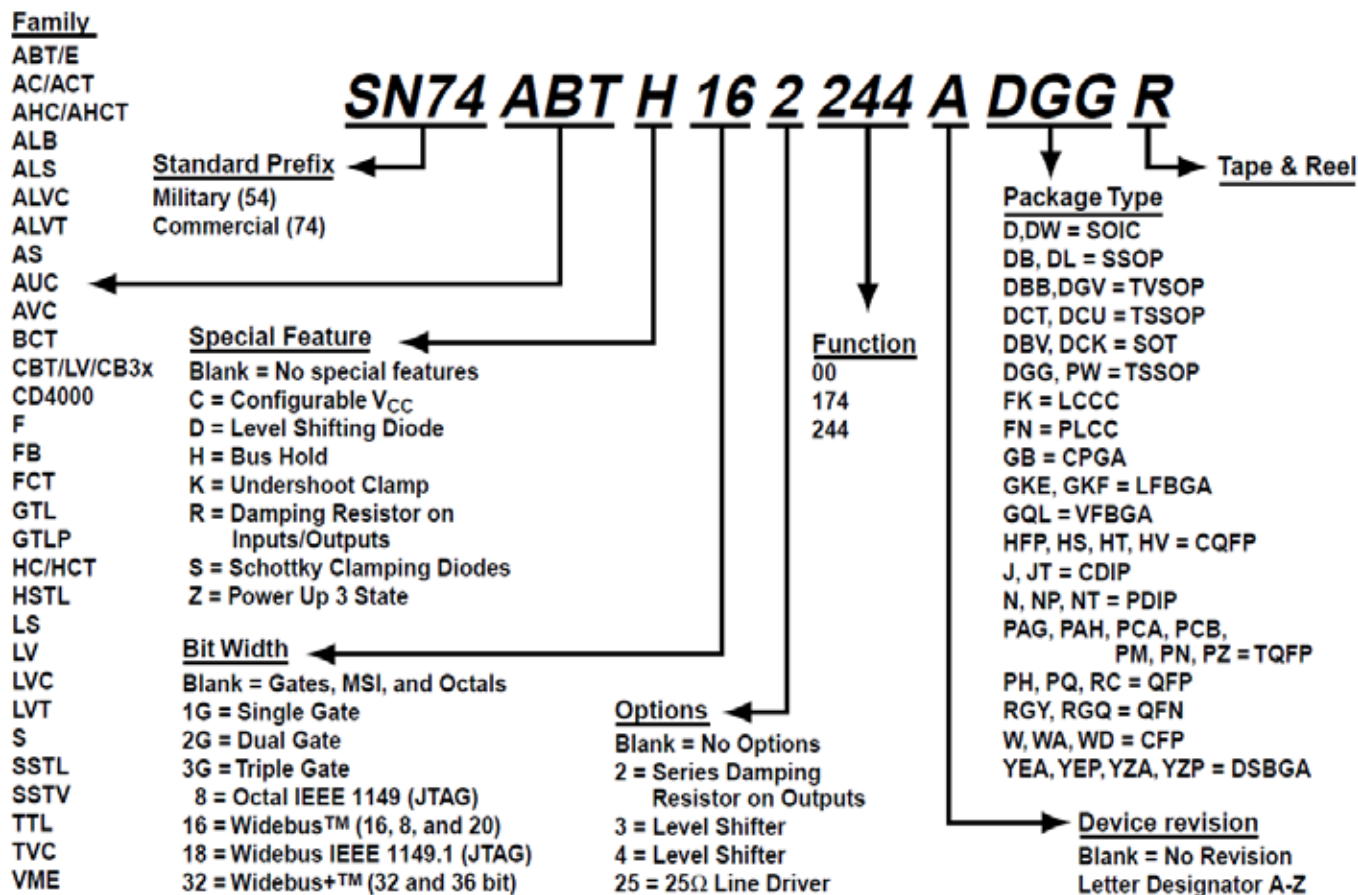 Family
ABT/E
AC/ACT
AHC/AHCT
ALB
ALS
ALVC
ALVT
AS
AUC
AVC
BCT
CBT/LV/CB3x
CD4000
F
FB
FCT
GTL
GTLP
HC/HCT
HSTL
LS
LV
LVC
LVT
S
SSTL
SSTV
TTL
TVC
VME
SN74 ABT H 16 2 244 A DGG R
Standard Prefix
Military (54)
Commercial (74)
Special Feature
Blank = No special features
C = Configurable VCC
D = Level Shifting Diode
H = Bus Hold
K = Undershoot Clamp
R = Damping Resistor on
Inputs/Outputs
S = Schottky Clamping Diodes
Z = Power Up 3 State
Bit Width
Blank = Gates, MSI, and Octals
1G = Single Gate
2G = Dual Gate
3G = Triple Gate
8 = Octal IEEE 1149 (JTAG)
16 = Widebus™ (16, 8, and 20)
18 = Widebus IEEE 1149.1 (JTAG)
32 = Widebus+™ (32 and 36 bit)
Options
Blank = No Options
2 = Series Damping
Resistor on Outputs
3 = Level Shifter
4 = Level Shifter
25 = 25Ω Line Driver
Function
00
174
244
Tape & Reel
Package Type
D,DW = SOIC
DB, DL = SSOP
DBB,DGV = TVSOP
DCT, DCU = TSSOP
DBV, DCK = SOT
DGG, PW = TSSOP
FK = LCCC
FN = PLCC
GB = CPGA
GKE, GKF = LFBGA
GQL = VFBGA
HFP, HS, HT, HV = CQFP
J, JT = CDIP
N, NP, NT = PDIP
PAG, PAH, PCA, PCB,
PM, PN, PZ = TQFP
PH, PQ, RC = QFP
RGY, RGQ = QFN
W, WA, WD = CFP
YEA, YEP, YZA, YZP = DSBGA
Device revision
Blank = No Revision
Letter Designator A-Z